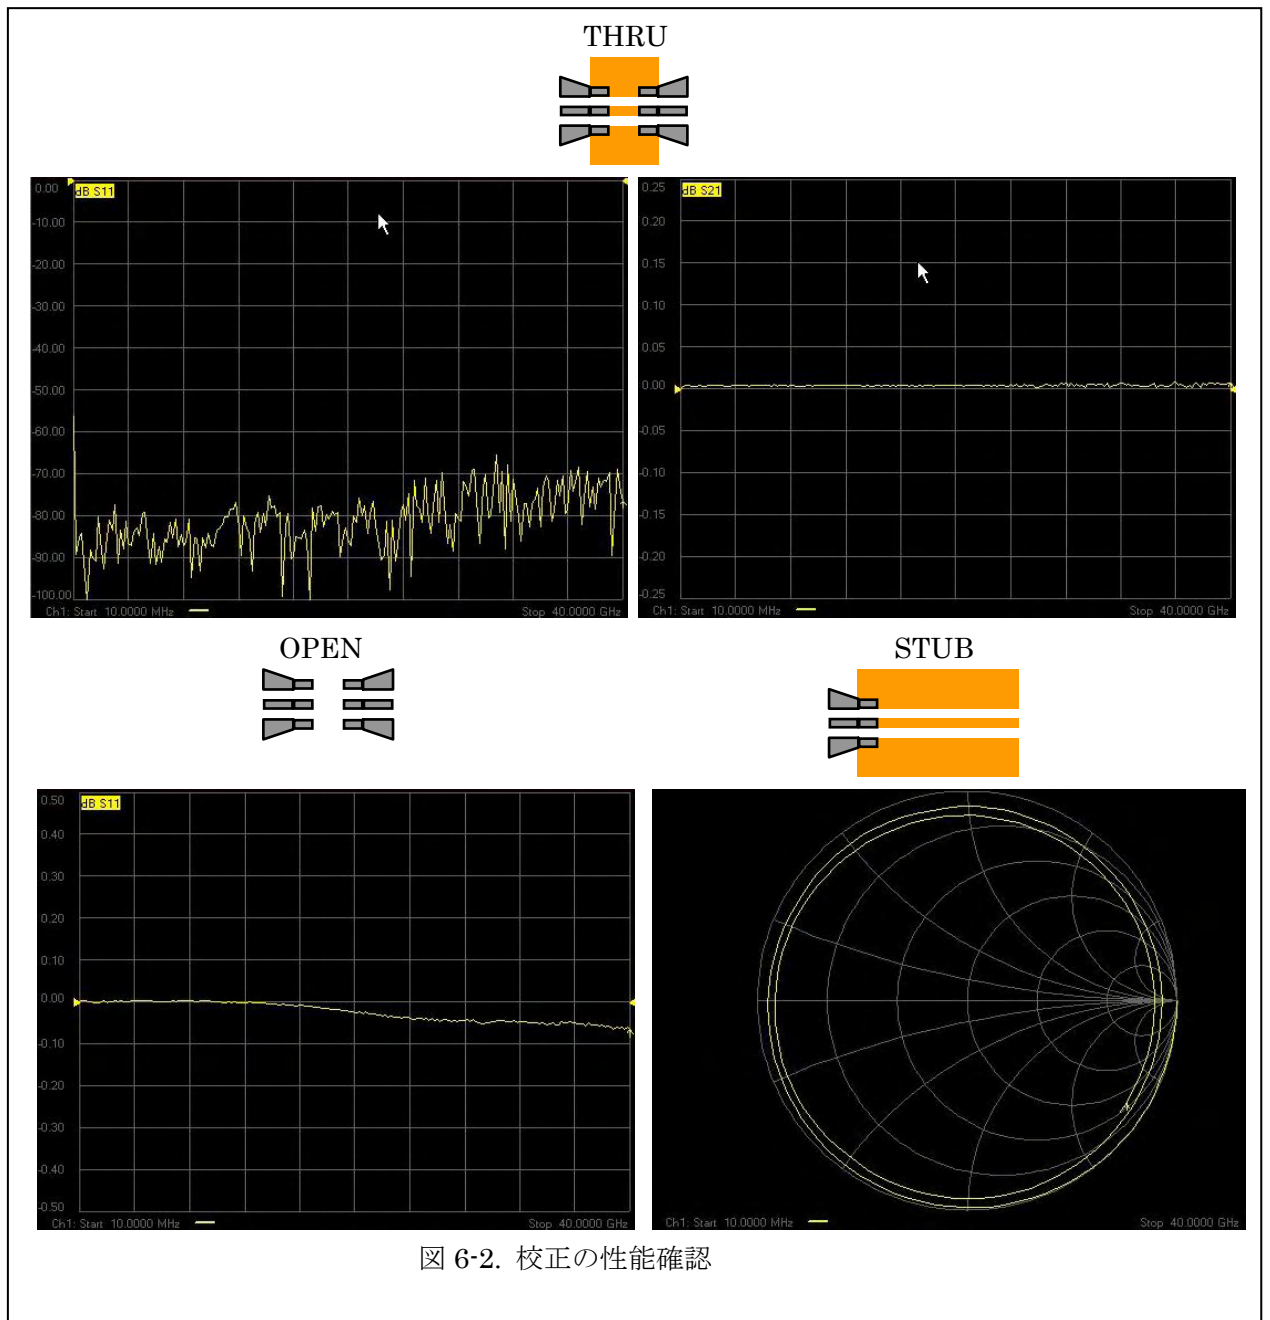 THRU
dB S11
0.00
-10.00
-20.00
-30.00
-40.00
-50.00
-60.00
-70.00
-80.00
-90.00
-100.00
Ch1: Start 10.0000 MHz
Stop 40.0000 GHz
dB S21
0.25
0.20
0.15
0.10
0.05
0.00
-0.05
-0.10
-0.15
-0.20
-0.25
Ch1: Start 10.0000 MHz
Stop 40.0000 GHz
OPEN
dB S11
0.50
0.40
0.30
0.20
0.10
0.00
-0.10
-0.20
-0.30
-0.40
-0.50
Ch1: Start 10.0000 MHz
Stop 40.0000 GHz
STUB
Ch1: Start 10.0000 MHz
Stop 40.0000 GHz
図 6-2. 校正の性能確認